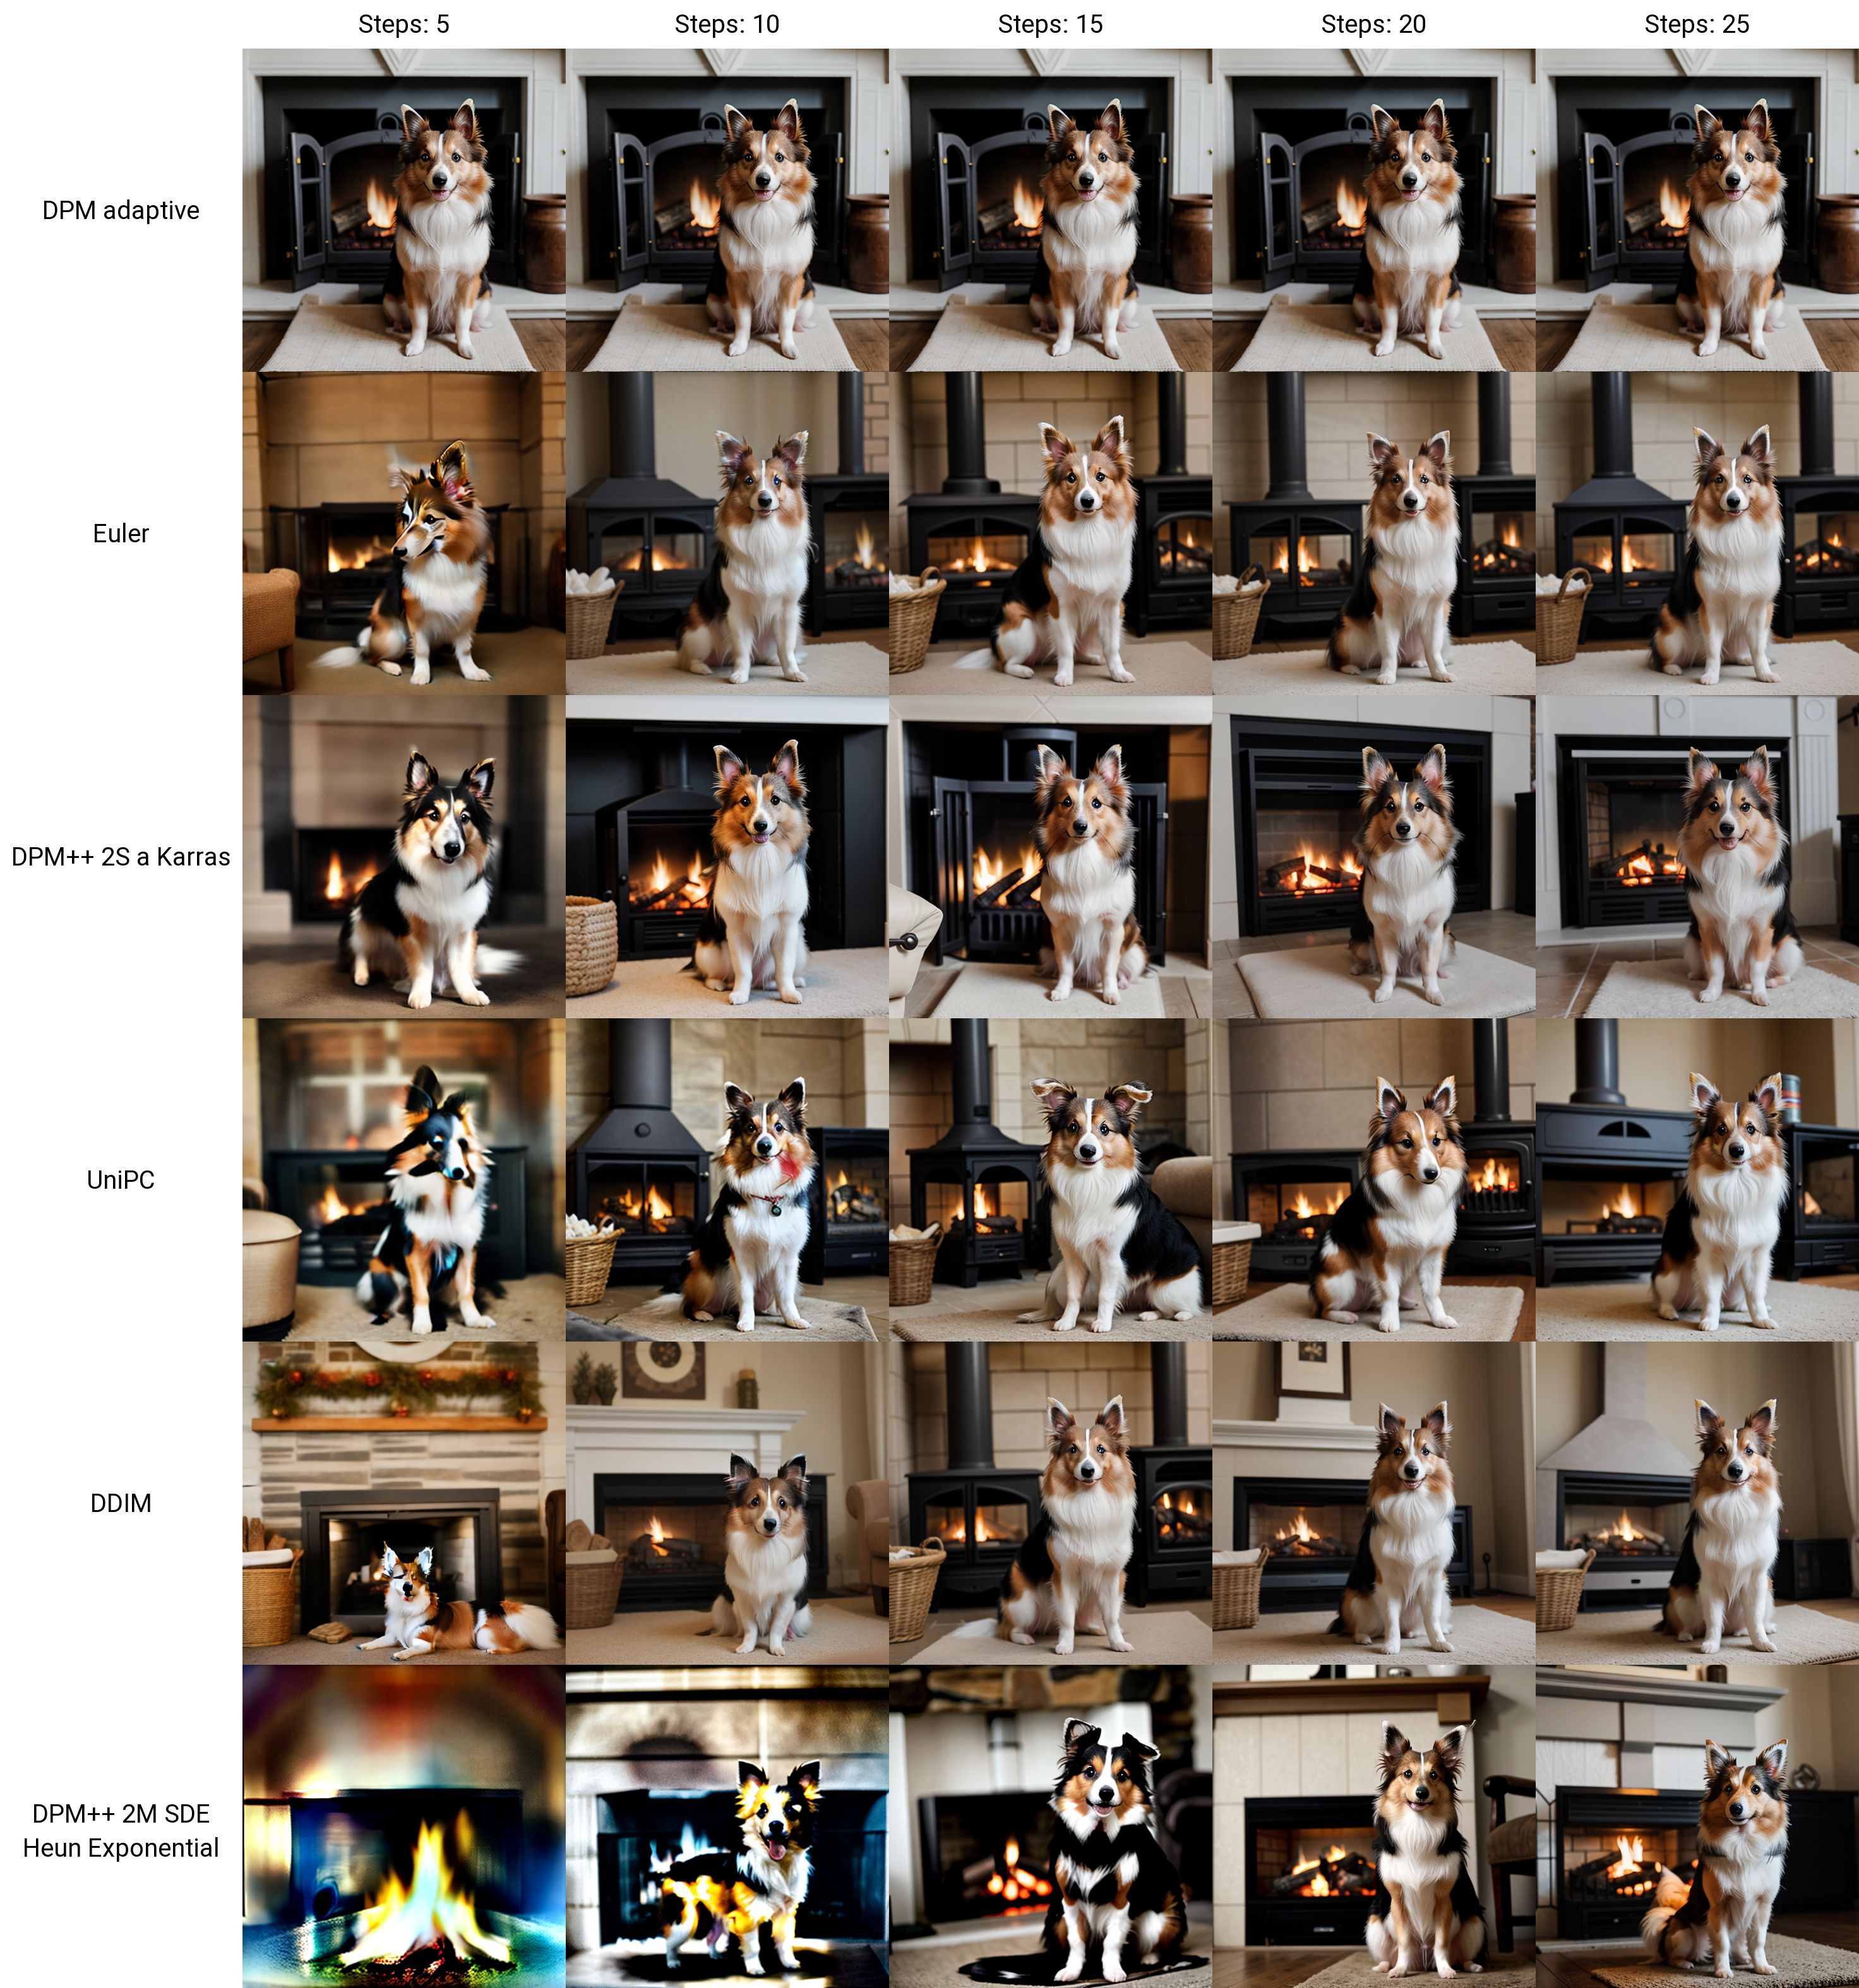 Steps: 5 Steps: 10 Steps: 15 Steps: 20 Steps: 25
DPM adaptive
Euler
DPM++ 2S a Karras
UniPC
DDIM
DPM++ 2M SDE
Heun Exponential